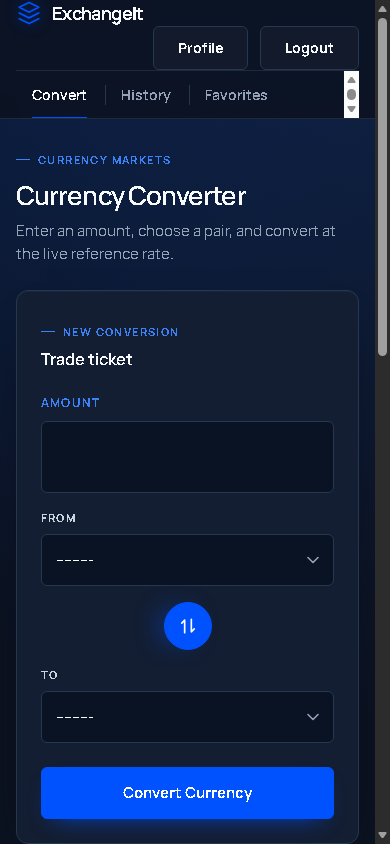 ExchangeIt
Profile Logout
Convert History Favorites
CURRENCY MARKETS
Currency Converter
Enter an amount, choose a pair, and convert at
the live reference rate.
NEW CONVERSION
Trade ticket
AMOUNT
FROM
-----
TO
-----
Convert Currency